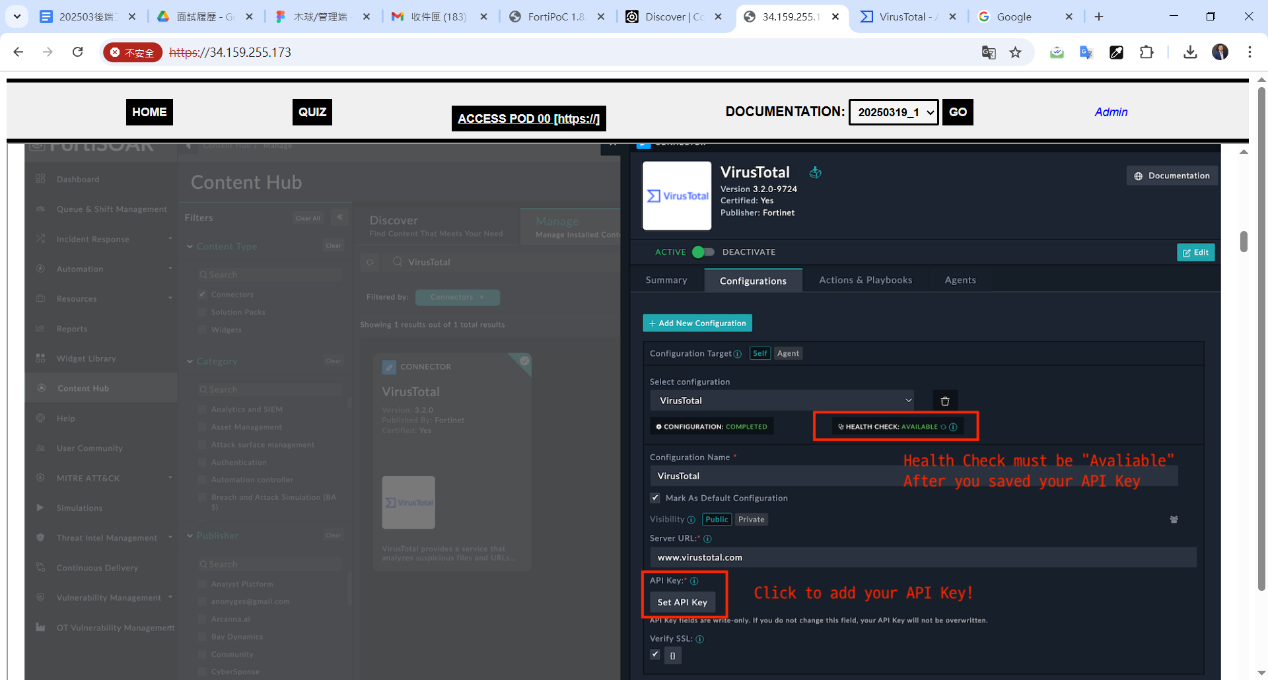 202503後端工
面試履歷 - G
木球/管理端
收件匣 (183)
FortiPoC 1.8.
Discover | C
34.159.255.1
VirusTotal - A
Google
不安全
https://34.159.255.173
HOME
QUIZ
ACCESS POD 00 [https://]
DOCUMENTATION:
20250319_1
GO
Admin
FortiSOAR
Content Hub / Manage
Dashboard
Queue & Shift Management
Incident Response
Automation
Resources
Reports
Widget Library
Content Hub
Help
User Community
MITRE ATT&CK
Simulations
Threat Intel Management
Continuous Delivery
Vulnerability Management
OT Vulnerability Management
Content Hub
Filters
Clear All
Content Type
Clear
Search
Connectors
Solution Packs
Widgets
Category
Clear
Search
Analytics and SIEM
Asset Management
Attack surface management
Authentication
Automation controller
Breach and Attack Simulation (BA
S)
Publisher
Clear
Search
Analyst Platform
anonyges@gmail.com
Arcanna.ai
Bay Dynamics
Community
CyberSponse
Discover
Find Content That Meets Your Need
Manage
Manage Installed Cont
VirusTotal
Filtered by:
Connectors ×
Showing 1 results out of 1 total results
CONNECTOR
VirusTotal
Version: 3.2.0
Published By: Fortinet
Certified: Yes
VirusTotal
VirusTotal provides a service that
analyzes suspicious files and URLs...
CONNECTOR
VirusTotal
VirusTotal
Version 3.2.0-9724
Certified: Yes
Publisher: Fortinet
Documentation
ACTIVE
DEACTIVATE
Edit
Summary
Configurations
Actions & Playbooks
Agents
+ Add New Configuration
Configuration Target
Self
Agent
Select configuration
VirusTotal
CONFIGURATION: COMPLETED
HEALTH CHECK: AVAILABLE
Health Check must be "Avaliable"
After you saved your API Key
Configuration Name *
VirusTotal
Mark As Default Configuration
Visibility
Public
Private
Server URL:*
www.virustotal.com
API Key:*
Set API Key
Click to add your API Key!
API Key fields are write-only. If you do not change this field, your API Key will not be overwritten.
Verify SSL:
{}